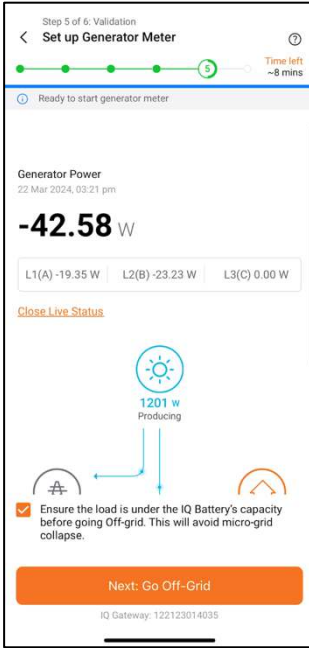 Step 5 of 6: Validation
Set up Generator Meter
5
Time left
~8 mins
Ready to start generator meter
Generator Power
22 Mar 2024, 03:21 pm
-42.58 W
L1(A) -19.35 W L2(B) -23.23 W L3(C) 0.00 W
Close Live Status
1201 W
Producing
Ensure the load is under the IQ Battery's capacity
before going Off-grid. This will avoid micro-grid
collapse.
Next: Go Off-Grid
IQ Gateway: 122123014035